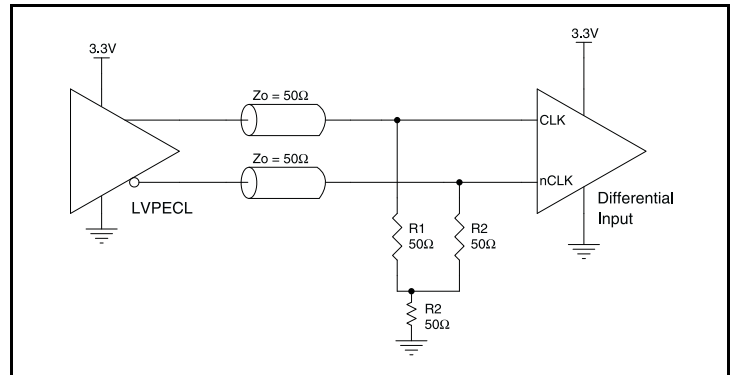 3.3V
3.3V
Zo = 50Ω
CLK
Zo = 50Ω
nCLK
LVPECL
Differential
Input
R1
50Ω
R2
50Ω
R2
50Ω